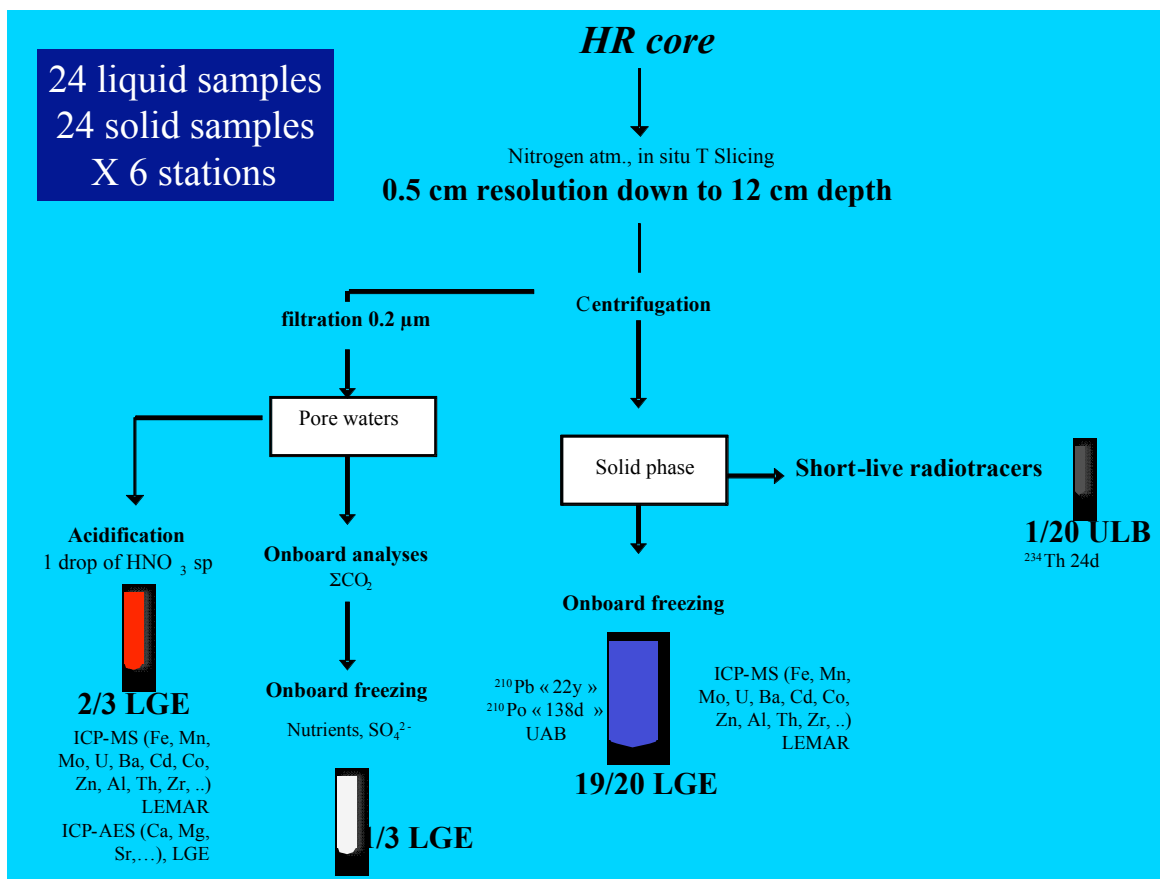 HR core
24 liquid samples
24 solid samples
X 6 stations
Nitrogen atm., in situ T Slicing
0.5 cm resolution down to 12 cm depth
Centrifugation
filtration 0.2 µm
Pore waters
Solid phase
Short-live radiotracers
1/20 ULB
²³⁴Th 24d
Acidification
1 drop of HNO ₃ sp
Onboard analyses
ΣCO₂
Onboard freezing
2/3 LGE
ICP-MS (Fe, Mn,
Mo, U, Ba, Cd, Co,
Zn, Al, Th, Zr, ..)
LEMAR
ICP-AES (Ca, Mg,
Sr,…), LGE
Onboard freezing
Nutrients, SO₄²⁻
1/3 LGE
²¹⁰Pb « 22y »
²¹⁰Po « 138d »
UAB
ICP-MS (Fe, Mn,
Mo, U, Ba, Cd, Co,
Zn, Al, Th, Zr, ..)
LEMAR
19/20 LGE